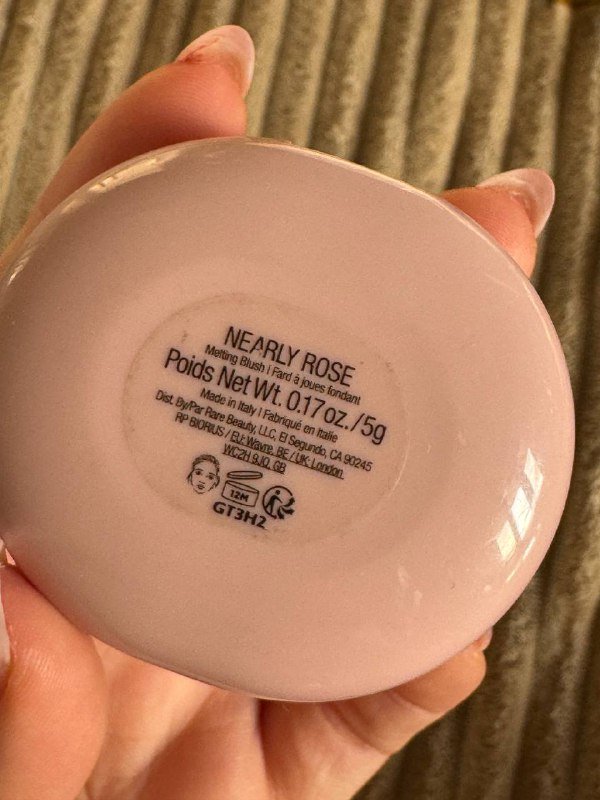 NEARLY ROSE
Melting Blush | Fard à joues fondant
Poids Net Wt. 0.17 oz./5g
Made in Italy | Fabriqué en Italie
Dist. By/Par Rare Beauty, LLC, El Segundo, CA 90245
RP BIORIUS / EU: Wavre, BE / UK: London,
WC2H 9JQ, GB
12M
GT3H2